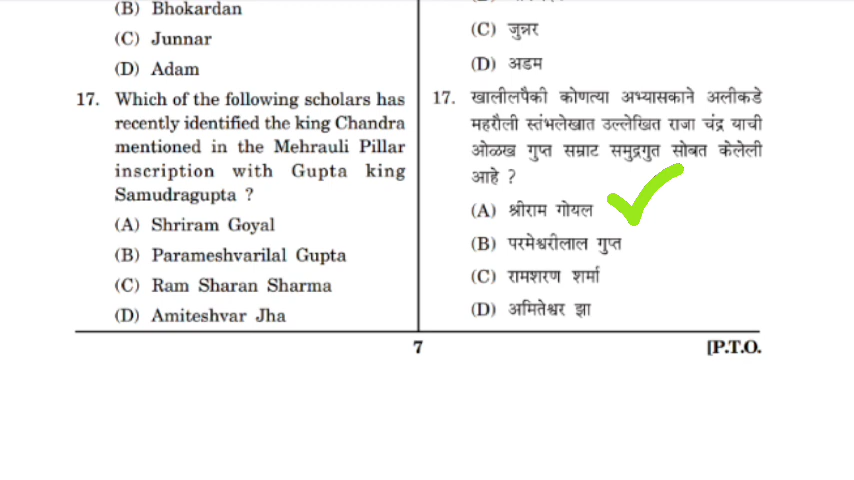 (B) Bhokardan
(C) Junnar
(D) Adam
17. Which of the following scholars has
recently identified the king Chandra
mentioned in the Mehrauli Pillar
inscription with Gupta king
Samudragupta ?
(A) Shriram Goyal
(B) Parameshvarilal Gupta
(C) Ram Sharan Sharma
(D) Amiteshvar Jha
(C) जुन्नर
(D) अडम
17. खालीलपैकी कोणत्या अभ्यासकाने अलीकडे
महरौली स्तंभलेखात उल्लेखित राजा चंद्र याची
ओळख गुप्त सम्राट समुद्रगुप्त सोबत केलेली
आहे ?
(A) श्रीराम गोयल
(B) परमेश्वरीलाल गुप्त
(C) रामशरण शर्मा
(D) अमितेश्वर झा
7
[P.T.O.